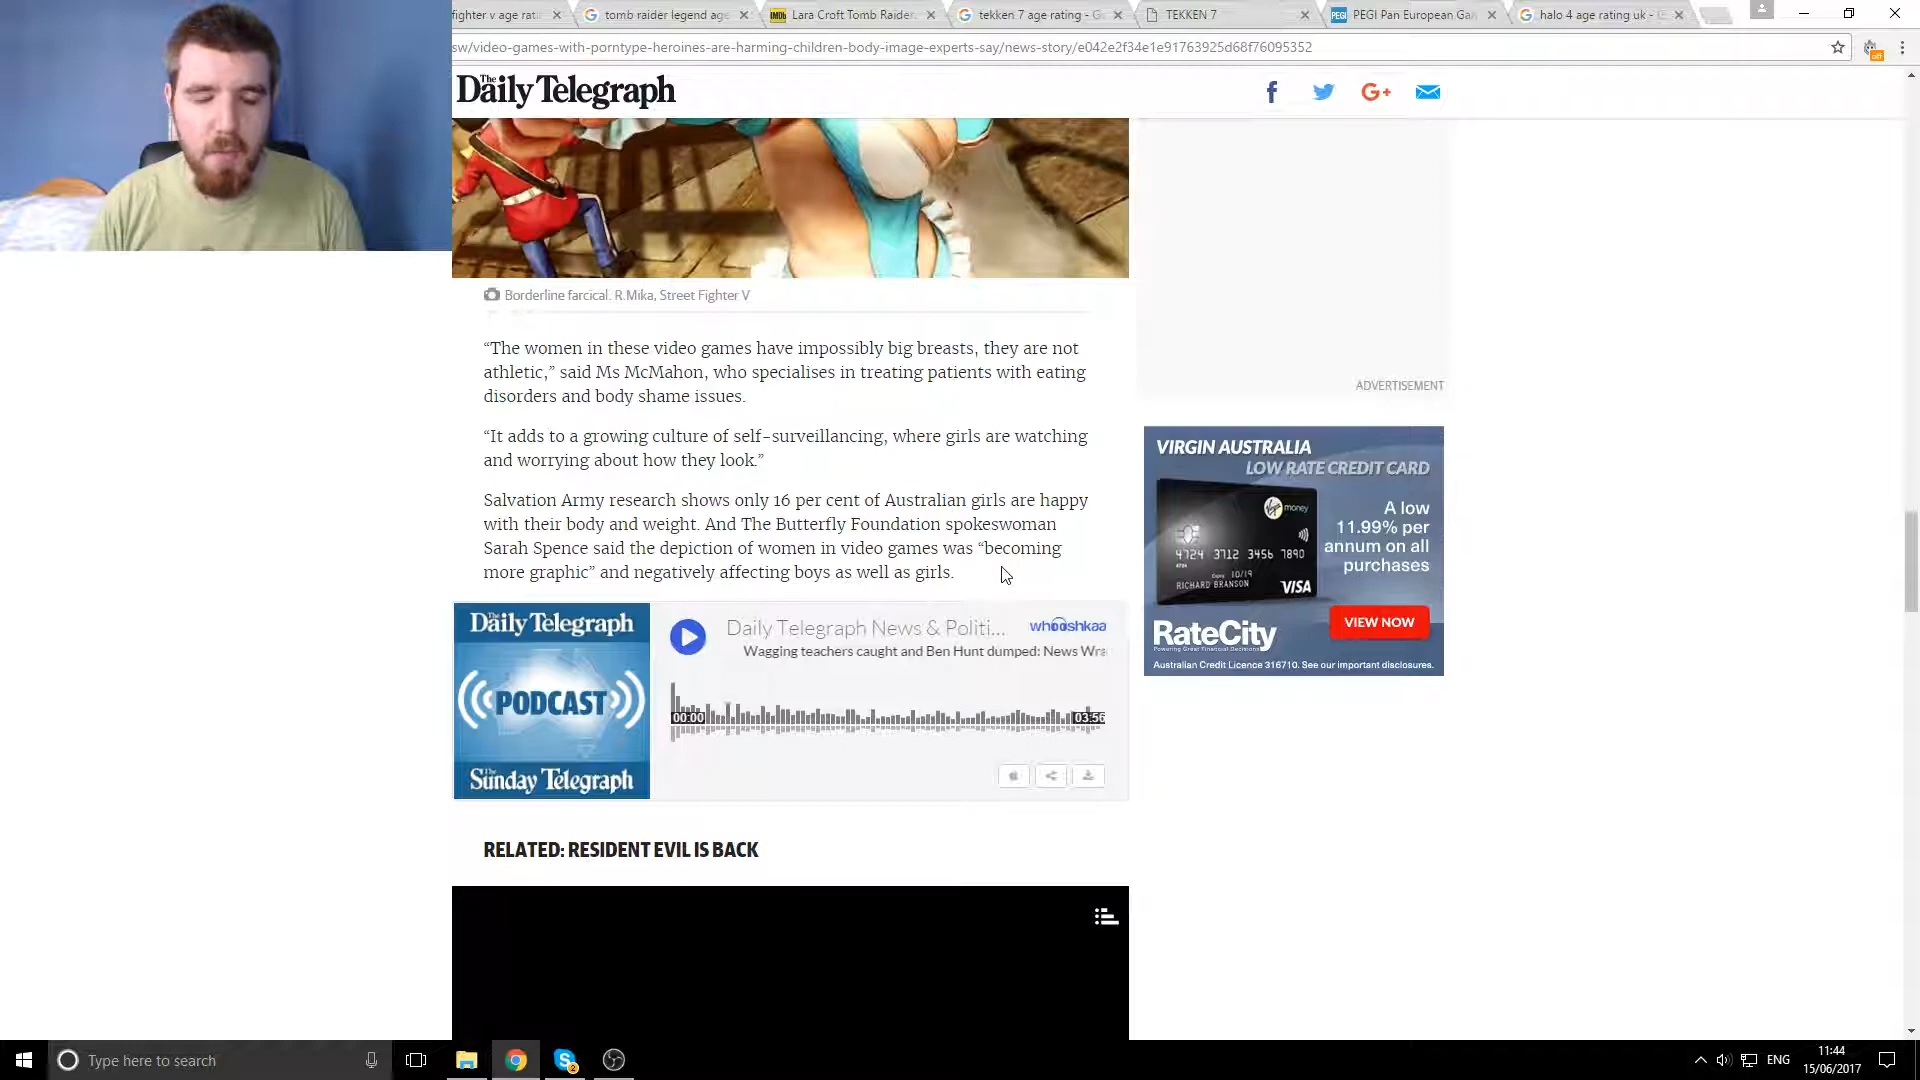 fighter v age rati
tomb raider legend age
Lara Croft Tomb Raider
tekken 7 age rating - G
TEKKEN 7
PEGI Pan European Ga
halo 4 age rating uk -
sw/video-games-with-porntype-heroines-are-harming-children-body-image-experts-say/news-story/e042e2f34e1e91763925d68f76095352
off
The Daily Telegraph
f
G+
Borderline farcical. R.Mika, Street Fighter V
“The women in these video games have impossibly big breasts, they are not
athletic,” said Ms McMahon, who specialises in treating patients with eating
disorders and body shame issues.
“It adds to a growing culture of self-surveillancing, where girls are watching
and worrying about how they look.”
Salvation Army research shows only 16 per cent of Australian girls are happy
with their body and weight. And The Butterfly Foundation spokeswoman
Sarah Spence said the depiction of women in video games was “becoming
more graphic” and negatively affecting boys as well as girls.
The Daily Telegraph
PODCAST
The Sunday Telegraph
Daily Telegraph News & Politi...
whooshkaa
Wagging teachers caught and Ben Hunt dumped: News Wra
00:00
03:56
RELATED: RESIDENT EVIL IS BACK
ADVERTISEMENT
VIRGIN AUSTRALIA
LOW RATE CREDIT CARD
Virgin money
A low
11.99% per
annum on all
purchases
4724 3712 3456 7890
10/19
RICHARD BRANSON
VISA
VIEW NOW
RateCity
Australian Credit Licence 316710. See our important disclosures.
Type here to search
2
ENG
11:44
15/06/2017